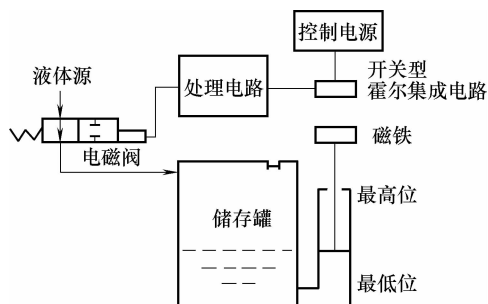 控制电源
液体源
处理电路
开关型
霍尔集成电路
电磁阀
磁铁
储存罐
最高位
最低位